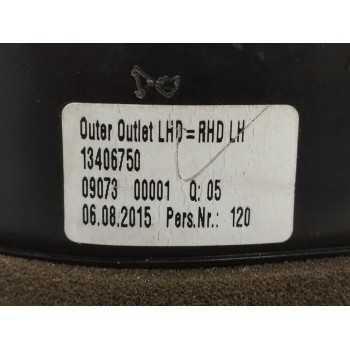 Outer Outlet LHD = RHD LH
13406750
09073 00001 Q: 05
06.08.2015 Pers.Nr.: 120